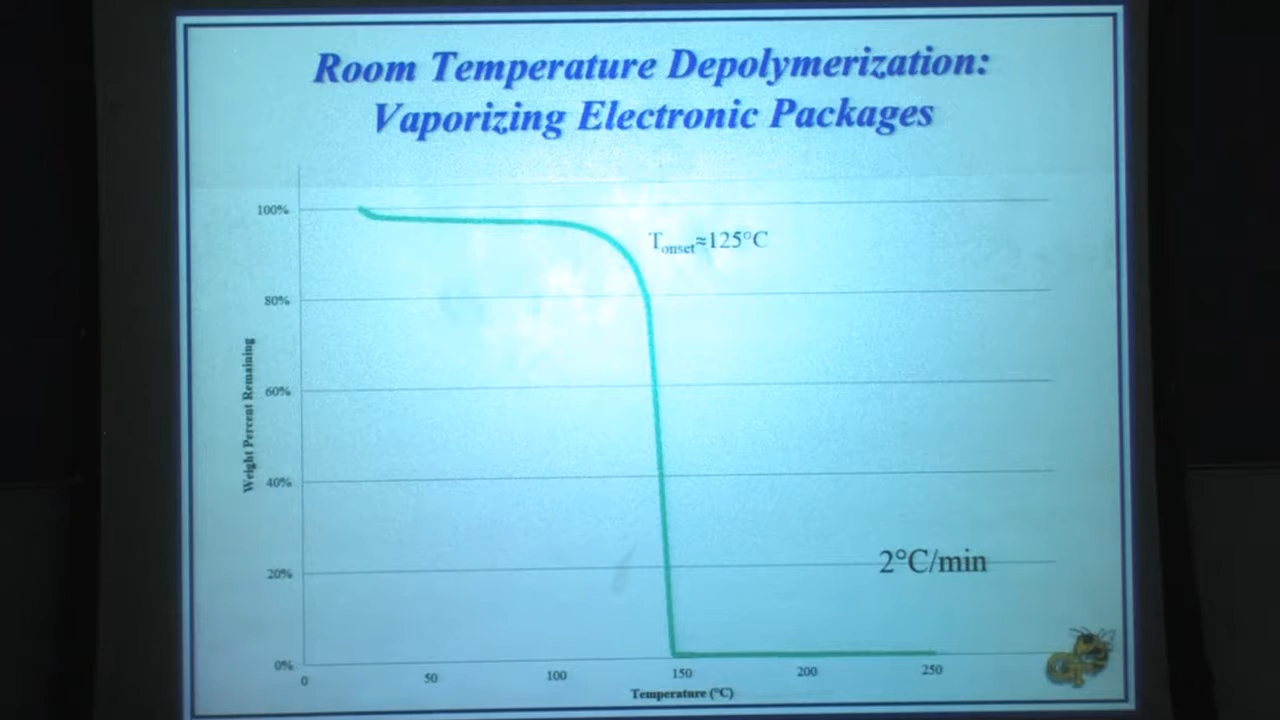 Room Temperature Depolymerization:
Vaporizing Electronic Packages
100%
80%
60%
40%
20%
0%
Weight Percent Remaining
Tonset≈125°C
2°C/min
0
50
100
150
200
250
Temperature (°C)